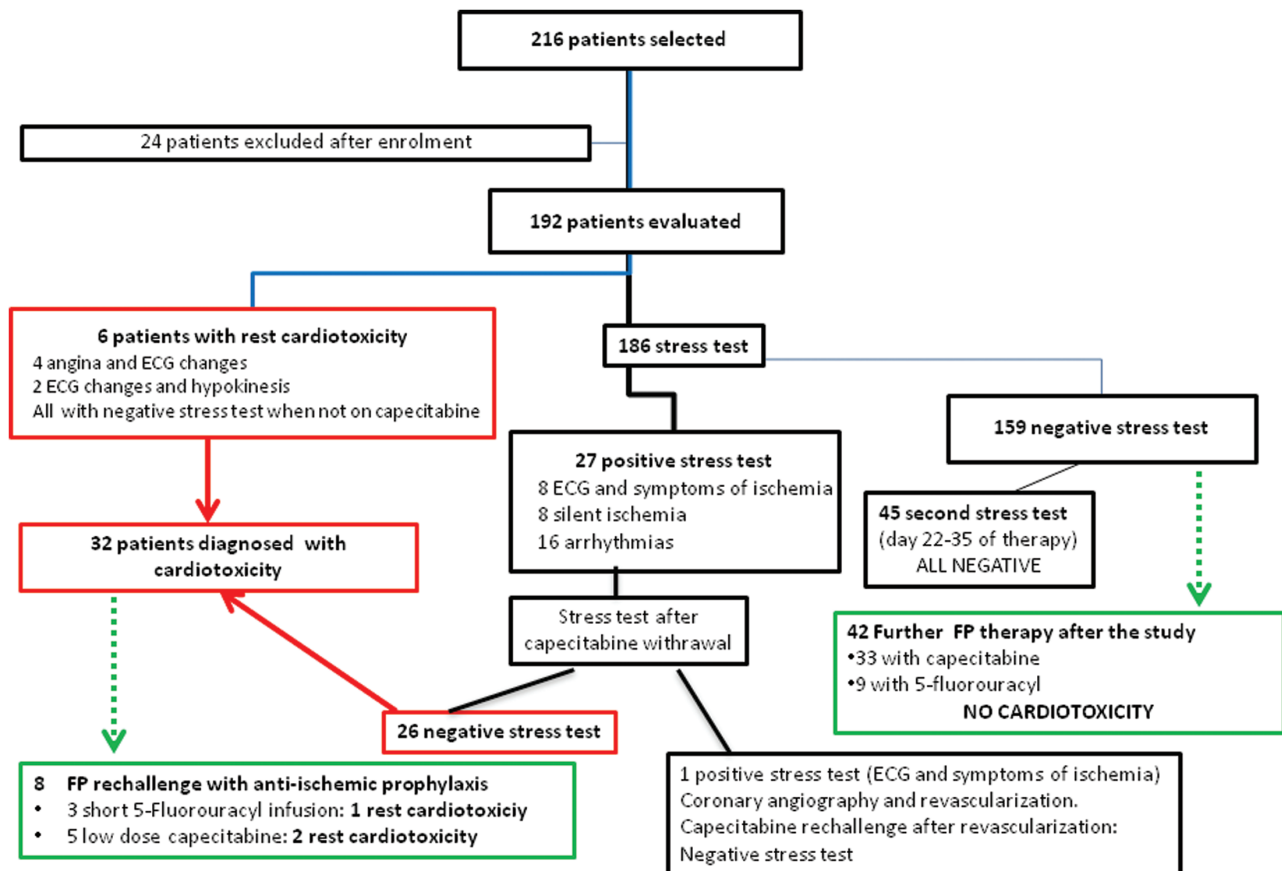 216 patients selected
24 patients excluded after enrolment
192 patients evaluated
6 patients with rest cardiotoxicity
4 angina and ECG changes
2 ECG changes and hypokinesis
All with negative stress test when not on capecitabine
186 stress test
159 negative stress test
27 positive stress test
8 ECG and symptoms of ischemia
8 silent ischemia
16 arrhythmias
45 second stress test
(day 22-35 of therapy)
ALL NEGATIVE
32 patients diagnosed with
cardiotoxicity
Stress test after
capecitabine withrawal
42 Further FP therapy after the study
•33 with capecitabine
•9 with 5-fluorouracyl
NO CARDIOTOXICITY
26 negative stress test
8 FP rechallenge with anti-ischemic prophylaxis
• 3 short 5-Fluorouracyl infusion: 1 rest cardiotoxiciy
• 5 low dose capecitabine: 2 rest cardiotoxicity
1 positive stress test (ECG and symptoms of ischemia)
Coronary angiography and revascularization.
Capecitabine rechallenge after revascularization:
Negative stress test